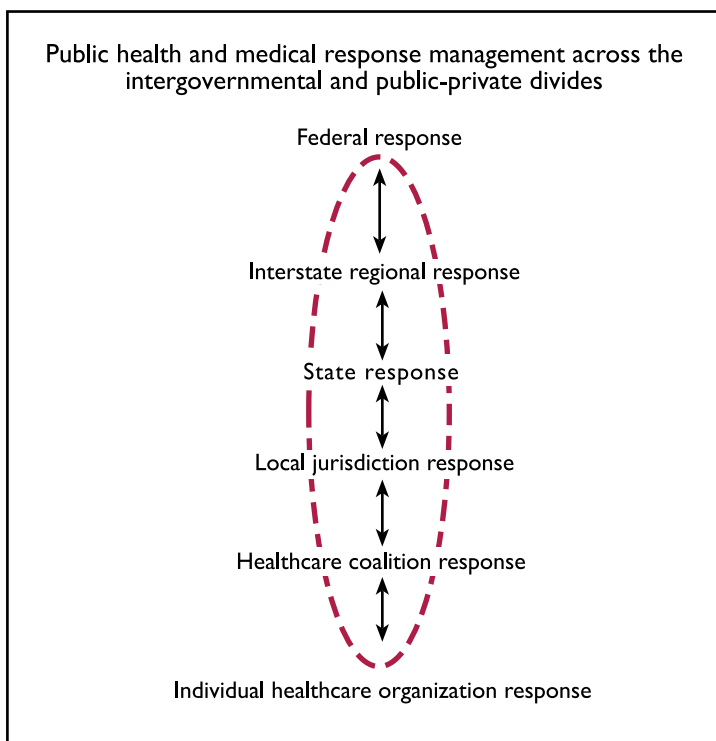 Public health and medical response management across the
intergovernmental and public-private divides
Federal response
Interstate regional response
State response
Local jurisdiction response
Healthcare coalition response
Individual healthcare organization response